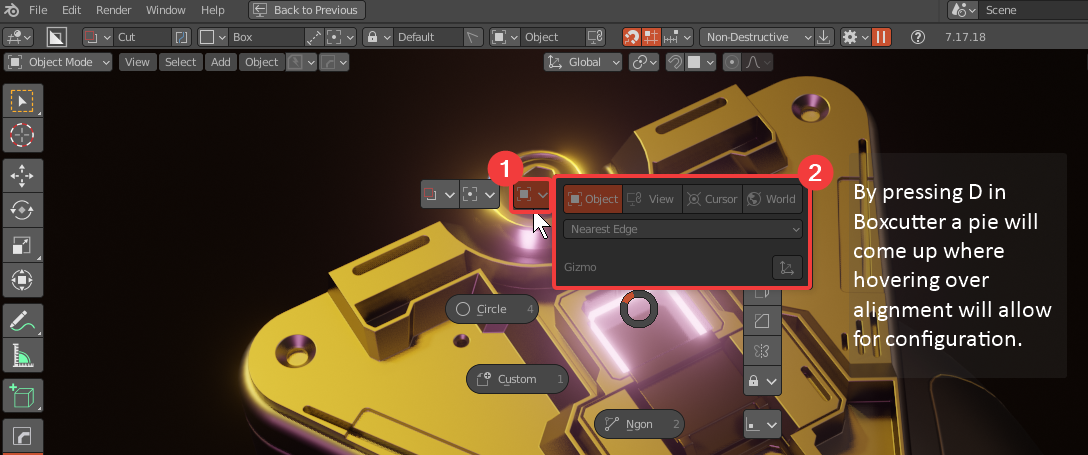 File Edit Render Window Help Back to Previous Scene
Cut Box Default Object Non-Destructive 7.17.18
Object Mode View Select Add Object Global
1
2
Object View Cursor World
Nearest Edge
Gizmo
Circle 4
Custom 1
Ngon 2
By pressing D in
Boxcutter a pie will
come up where
hovering over
alignment will allow
for configuration.